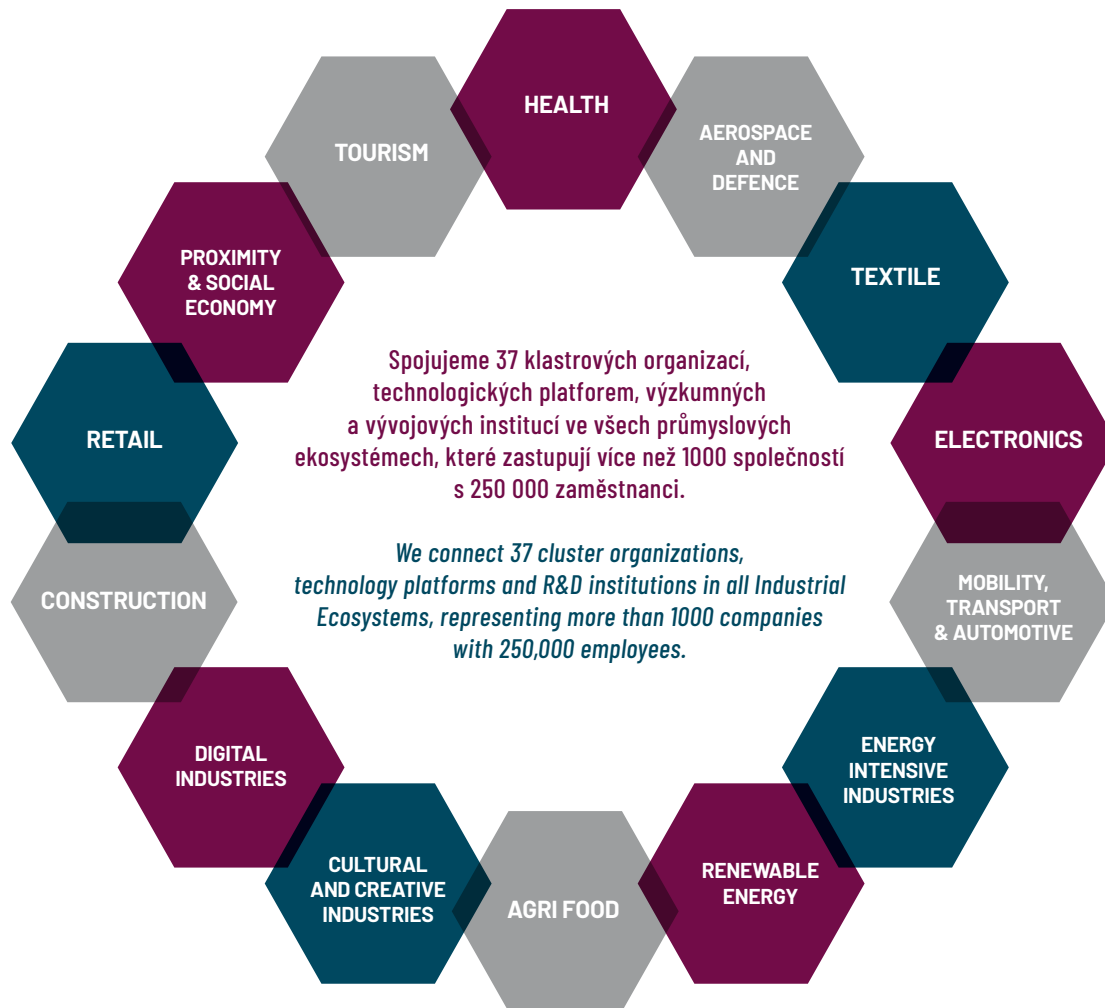 HEALTH
AEROSPACE
AND
DEFENCE
TEXTILE
ELECTRONICS
MOBILITY,
TRANSPORT
& AUTOMOTIVE
ENERGY
INTENSIVE
INDUSTRIES
RENEWABLE
ENERGY
AGRI FOOD
CULTURAL
AND CREATIVE
INDUSTRIES
DIGITAL
INDUSTRIES
CONSTRUCTION
RETAIL
PROXIMITY
& SOCIAL
ECONOMY
TOURISM
Spojujeme 37 klastrových organizací,
technologických platforem, výzkumných
a vývojových institucí ve všech průmyslových
ekosystémech, které zastupují více než 1000 společností
s 250 000 zaměstnanci.
We connect 37 cluster organizations,
technology platforms and R&D institutions in all Industrial
Ecosystems, representing more than 1000 companies
with 250,000 employees.